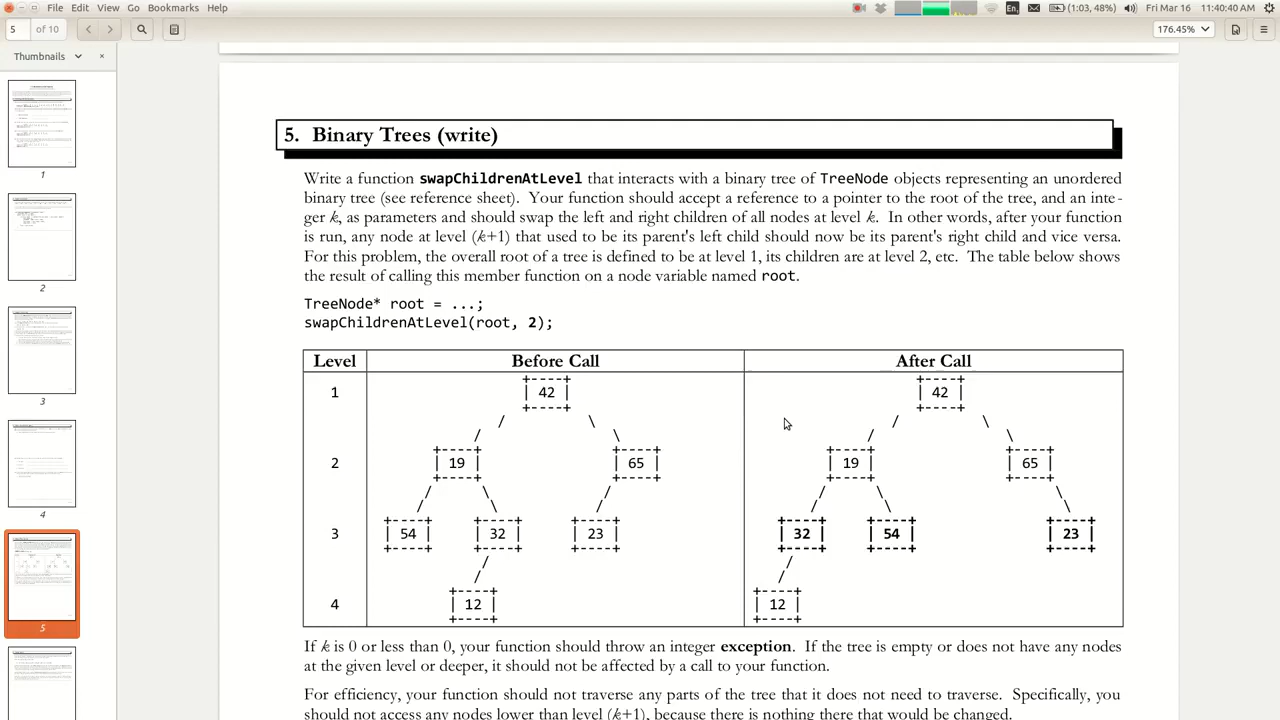 File Edit View Go Bookmarks Help
En
(1:03, 48%)
Fri Mar 16 11:40:40 AM
5 of 10
176.45%
Thumbnails
1
2
3
4
5
5. Binary Trees (write)
Write a function swapChildrenAtLevel that interacts with a binary tree of TreeNode objects representing an unordered
binary tree (see reference sheet). Your function should accept a reference to a pointer to the root of the tree, and an inte-
ger k, as parameters and should swap the left and right children of all nodes at level k. In other words, after your function
is run, any node at level (k+1) that used to be its parent's left child should now be its parent's right child and vice versa.
For this problem, the overall root of a tree is defined to be at level 1, its children are at level 2, etc. The table below shows
the result of calling this member function on a node variable named root.
TreeNode* root = ...;
swapChildrenAtLevel(root, 2);
Level Before Call After Call
1 42 42
2 19 65 19 65
3 54 32 23 32 54 23
4 12 12
If k is 0 or less than 0, your function should throw an integer exception. If the tree is empty or does not have any nodes
the given level or deeper, it should not be affected by a call to your function.
For efficiency, your function should not traverse any parts of the tree that it does not need to traverse. Specifically, you
should not access any nodes lower than level (k+1), because there is nothing there that would be changed.